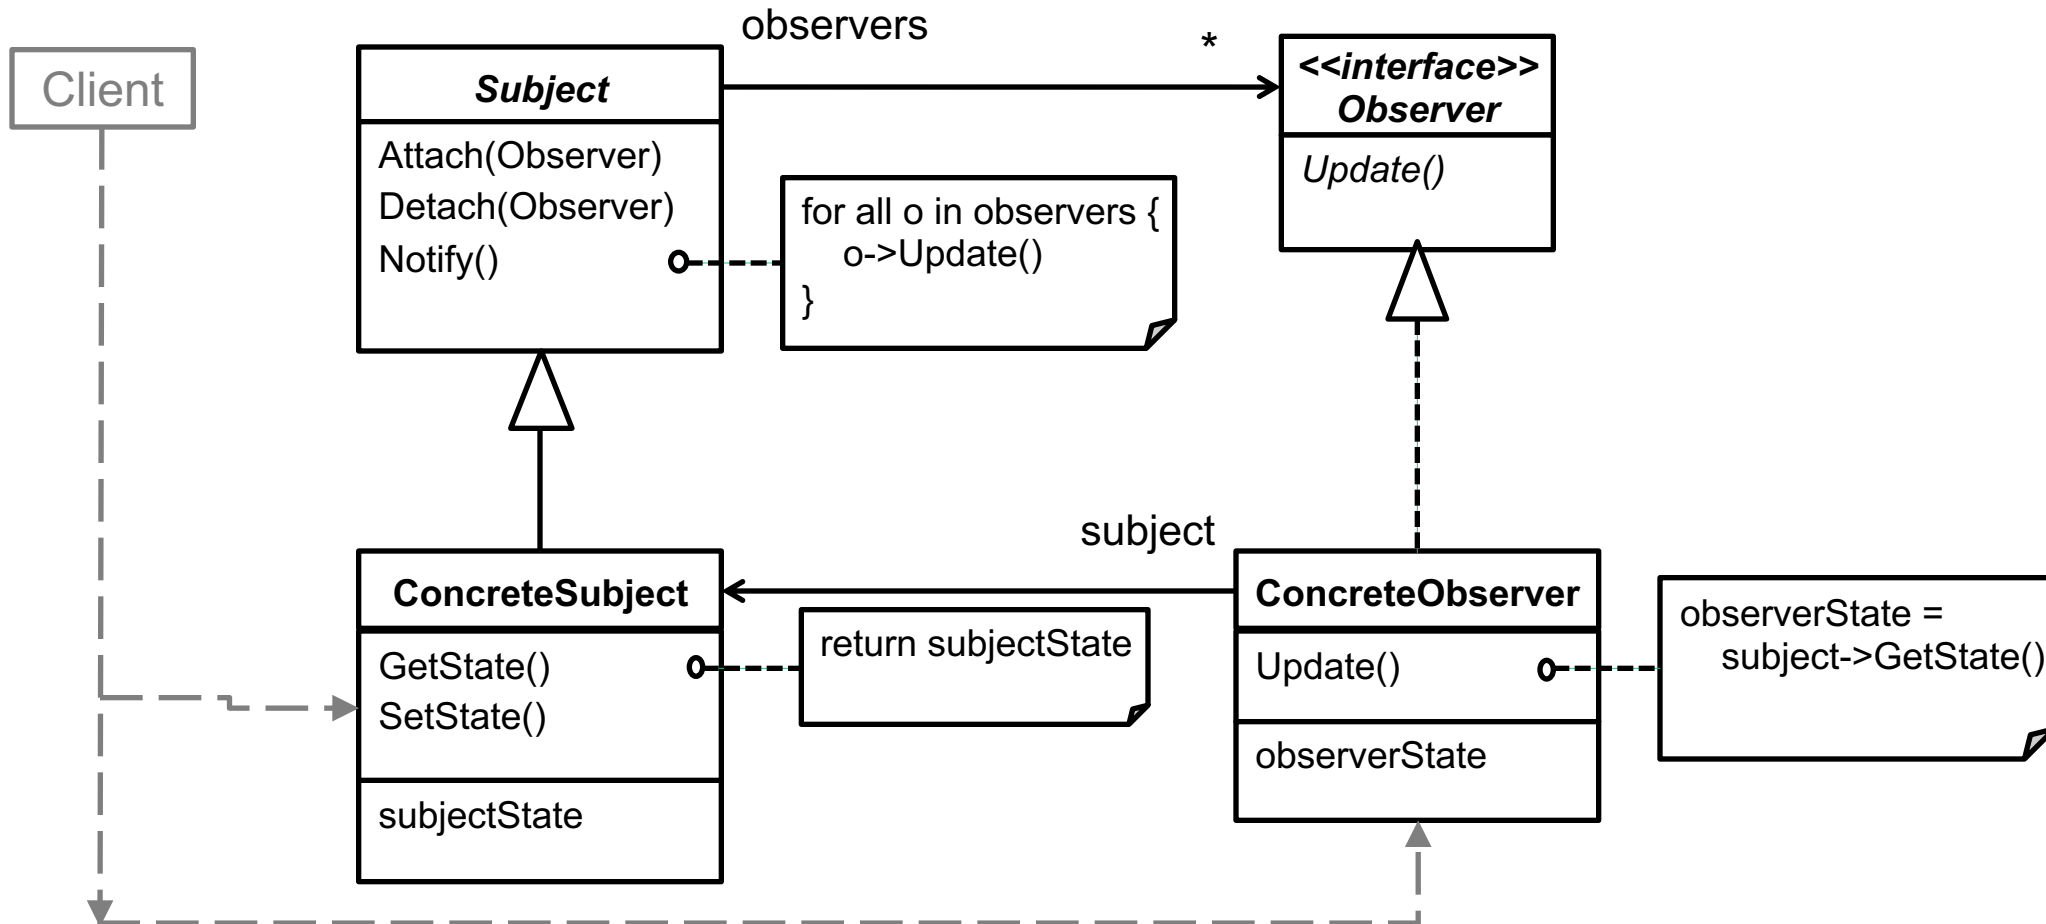 observers
*
Client
Subject
Attach(Observer)
Detach(Observer)
Notify()
for all o in observers {
o->Update()
}
<<interface>>
Observer
Update()
subject
ConcreteSubject
GetState()
SetState()
subjectState
return subjectState
ConcreteObserver
Update()
observerState
observerState =
subject->GetState()